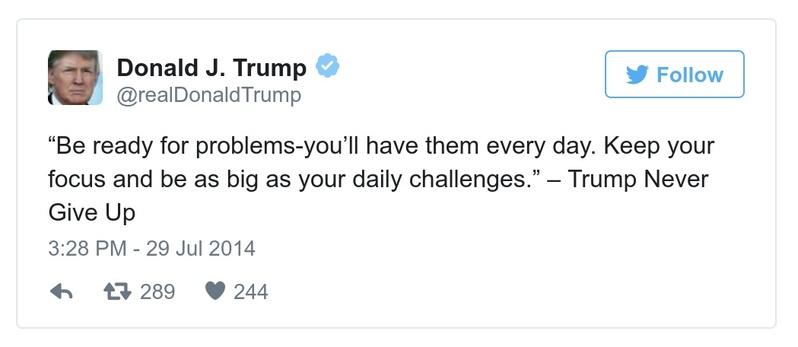 Donald J. Trump
@realDonaldTrump
Follow
“Be ready for problems-you’ll have them every day. Keep your
focus and be as big as your daily challenges.” – Trump Never
Give Up
3:28 PM - 29 Jul 2014
289 244